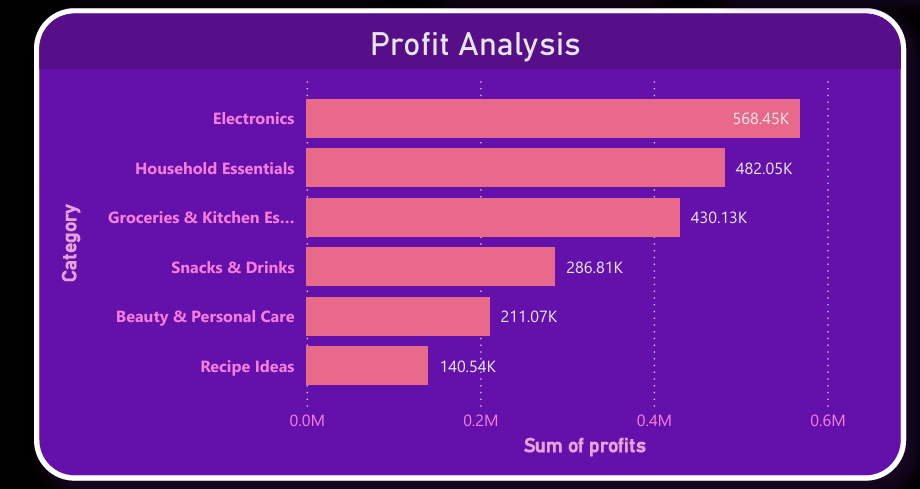 Profit Analysis
Electronics 568.45K
Household Essentials 482.05K
Groceries & Kitchen Es... 430.13K
Snacks & Drinks 286.81K
Beauty & Personal Care 211.07K
Recipe Ideas 140.54K
Category
0.0M 0.2M 0.4M 0.6M
Sum of profits